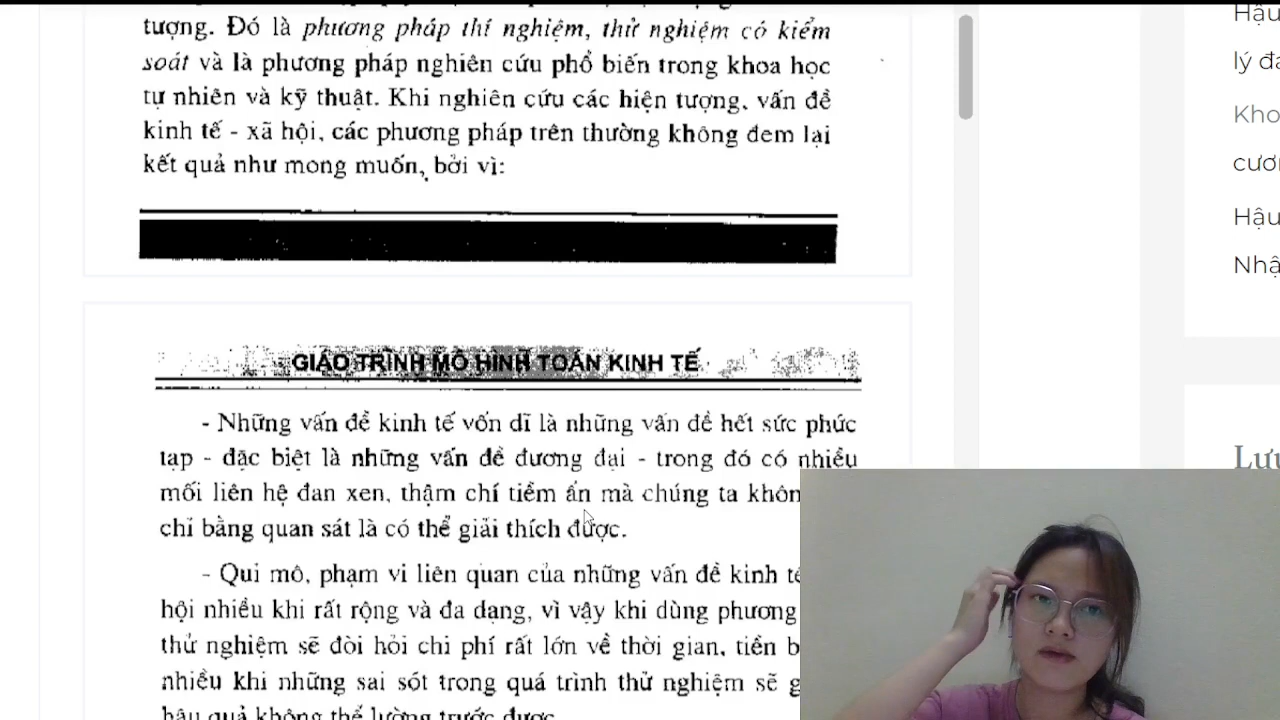 tượng. Đó là phương pháp thí nghiệm, thử nghiệm có kiểm
soát và là phương pháp nghiên cứu phổ biến trong khoa học
tự nhiên và kỹ thuật. Khi nghiên cứu các hiện tượng, vấn đề
kinh tế - xã hội, các phương pháp trên thường không đem lại
kết quả như mong muốn, bởi vì:
GIÁO TRÌNH MÔ HÌNH TOÁN KINH TẾ
- Những vấn đề kinh tế vốn dĩ là những vấn đề hết sức phức
tạp - đặc biệt là những vấn đề đương đại - trong đó có nhiều
mối liên hệ đan xen, thậm chí tiềm ẩn mà chúng ta khôn
chỉ bằng quan sát là có thể giải thích được.
- Qui mô, phạm vi liên quan của những vấn đề kinh tế
hội nhiều khi rất rộng và đa dạng, vì vậy khi dùng phương
thử nghiệm sẽ đòi hỏi chi phí rất lớn về thời gian, tiền b
nhiều khi những sai sót trong quá trình thử nghiệm sẽ g
hậu quả không thể lường trước được
Hậu
lý đ
Kho
cươ
Hậu
Nhậ
Lưu